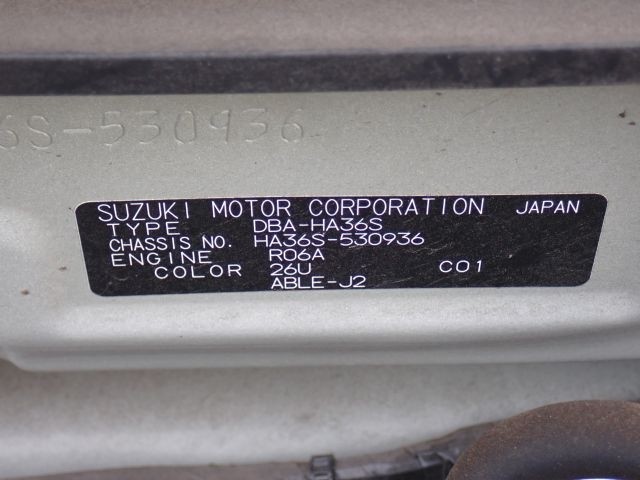 6S-530936
SUZUKI MOTOR CORPORATION JAPAN
TYPE DBA-HA36S
CHASSIS NO. HA36S-530936
ENGINE R06A
COLOR 26U C01
ABLE-J2